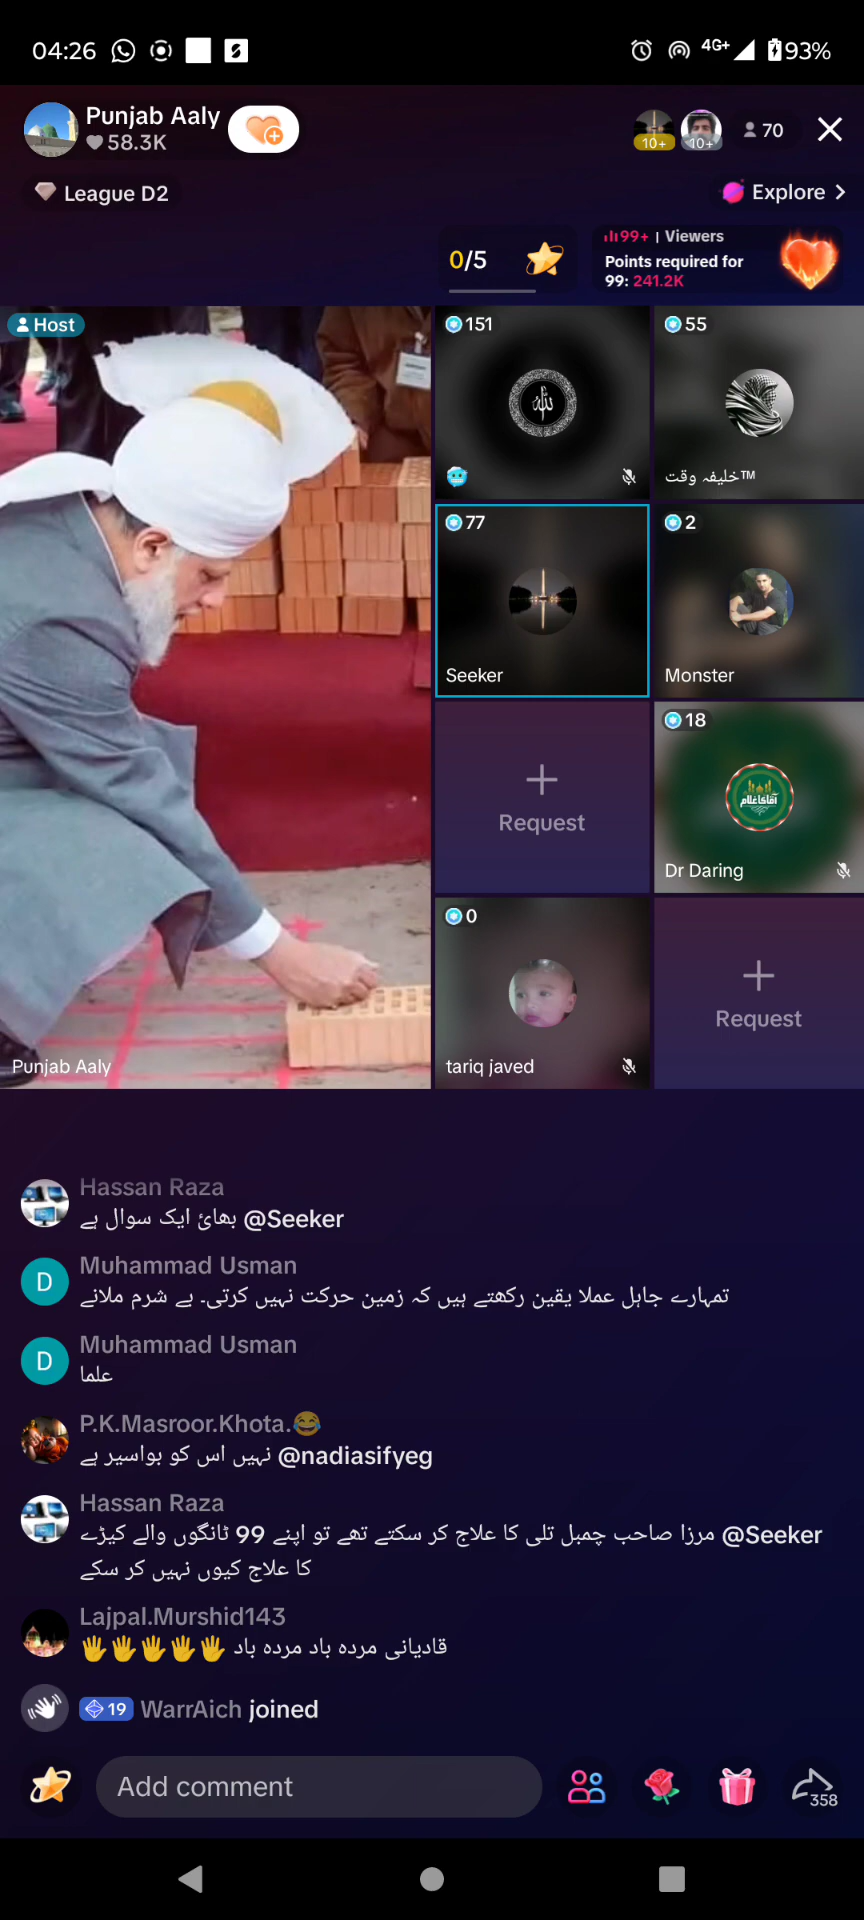 04:26
4G+
93%
Punjab Aaly
58.3K
10+
10+
70
League D2
Explore
0/5
99+ | Viewers
Points required for
99: 241.2K
Host
151
55
خلیفہ وقت™
77
2
Seeker
Monster
18
Request
آقا کا غلام
Dr Daring
0
Request
Punjab Aaly
tariq javed
Hassan Raza
@Seeker بھائ ایک سوال ہے
D
Muhammad Usman
تمہارے جاہل عملا یقین رکھتے ہیں کہ زمین حرکت نہیں کرتی۔ بے شرم ملانے
D
Muhammad Usman
علما
P.K.Masroor.Khota.😂
@nadiasifyeg نہیں اس کو بواسیر ہے
Hassan Raza
@Seeker مرزا صاحب چمبل تلی کا علاج کر سکتے تھے تو اپنے 99 ٹانگوں والے کیڑے
کا علاج کیوں نہیں کر سکے
Lajpal.Murshid143
قادیانی مردہ باد مردہ باد 🖐🖐🖐🖐🖐
19 WarrAich joined
Add comment
358